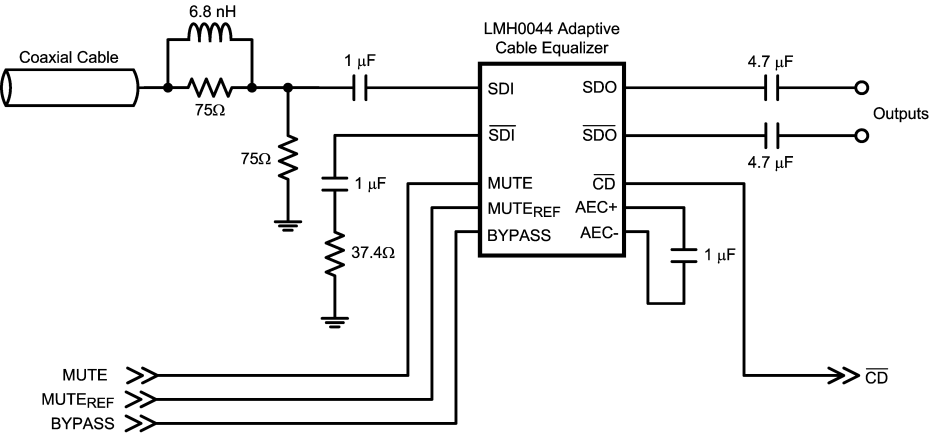 6.8 nH
LMH0044 Adaptive
Cable Equalizer
Coaxial Cable
1 µF
4.7 µF
75Ω
SDI
SDO
Outputs
SDI
SDO
75Ω
4.7 µF
1 µF
MUTE
CD
MUTEREF
AEC+
BYPASS
AEC-
37.4Ω
1 µF
MUTE
CD
MUTEREF
BYPASS